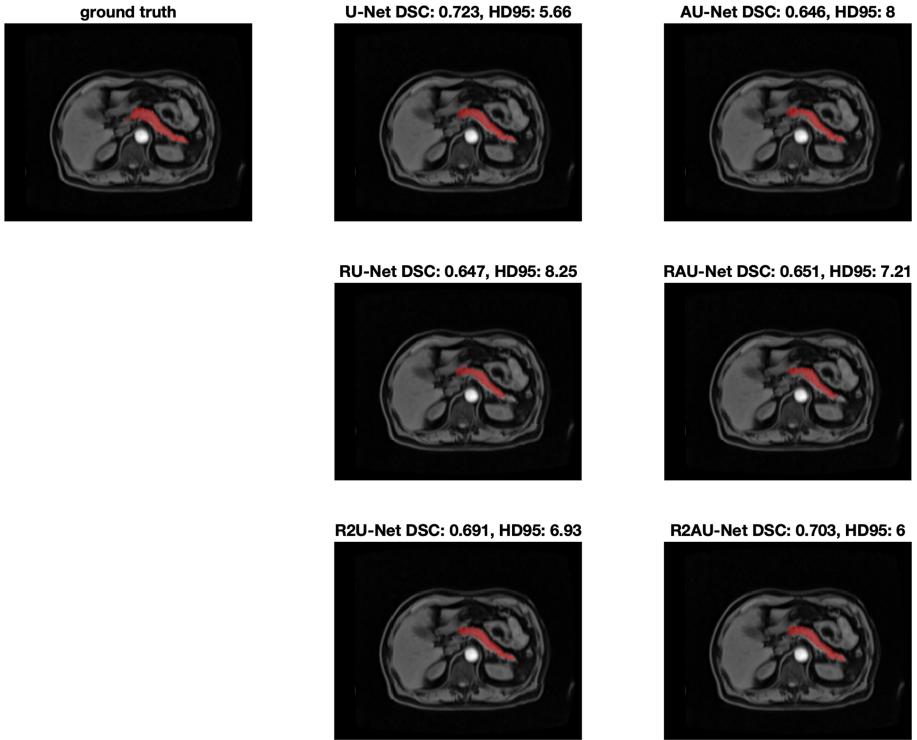 ground truth
U-Net DSC: 0.723, HD95: 5.66
AU-Net DSC: 0.646, HD95: 8
RU-Net DSC: 0.647, HD95: 8.25
RAU-Net DSC: 0.651, HD95: 7.21
R2U-Net DSC: 0.691, HD95: 6.93
R2AU-Net DSC: 0.703, HD95: 6